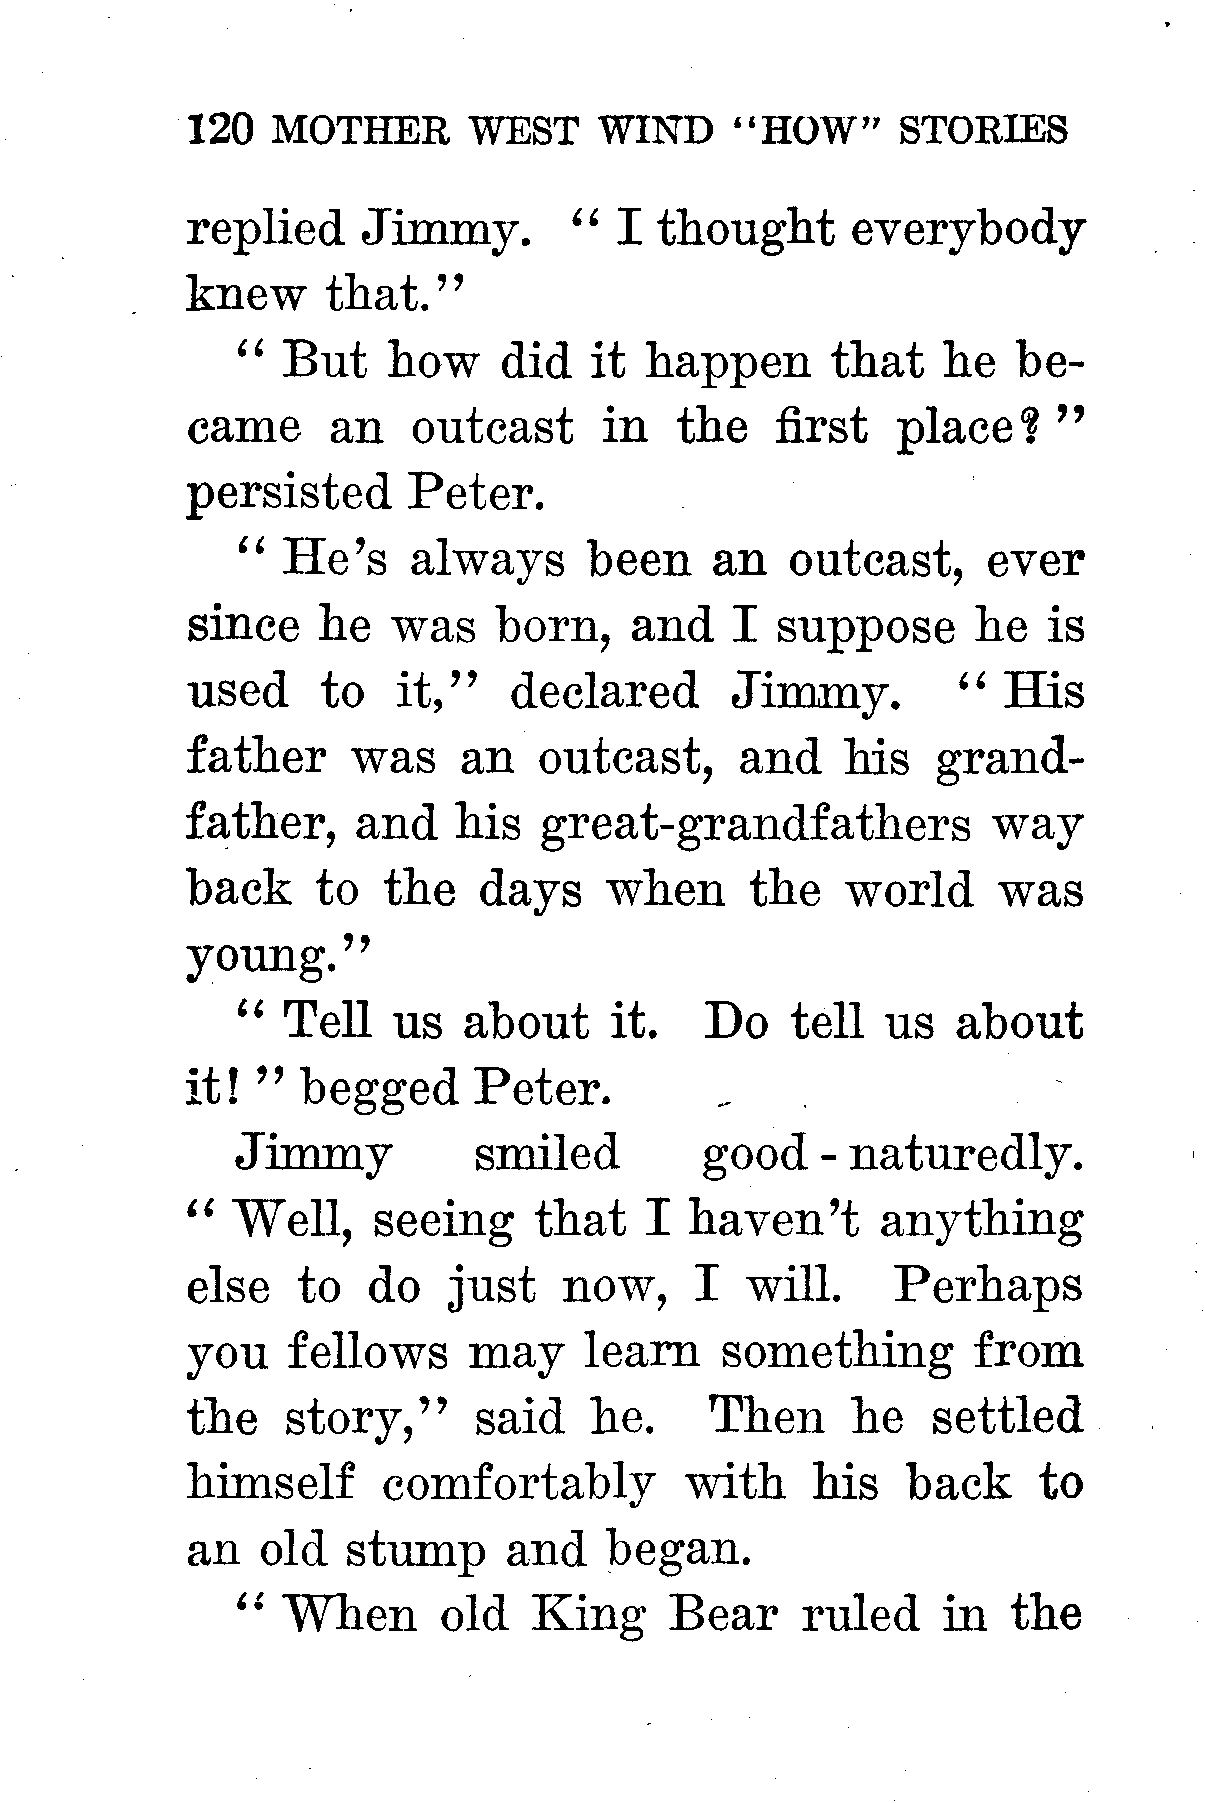 120 MOTHER WEST WIND "HOW" STORIES
replied Jimmy. "I thought everybody
knew that."
"But how did it happen that he be-
came an outcast in the first place?"
persisted Peter.
"He's always been an outcast, ever
since he was born, and I suppose he is
used to it," declared Jimmy. "His
father was an outcast, and his grand-
father, and his great-grandfathers way
back to the days when the world was
young."
"Tell us about it. Do tell us about
it!" begged Peter.
Jimmy smiled good-naturedly.
"Well, seeing that I haven't anything
else to do just now, I will. Perhaps
you fellows may learn something from
the story," said he. Then he settled
himself comfortably with his back to
an old stump and began.
"When old King Bear ruled in the